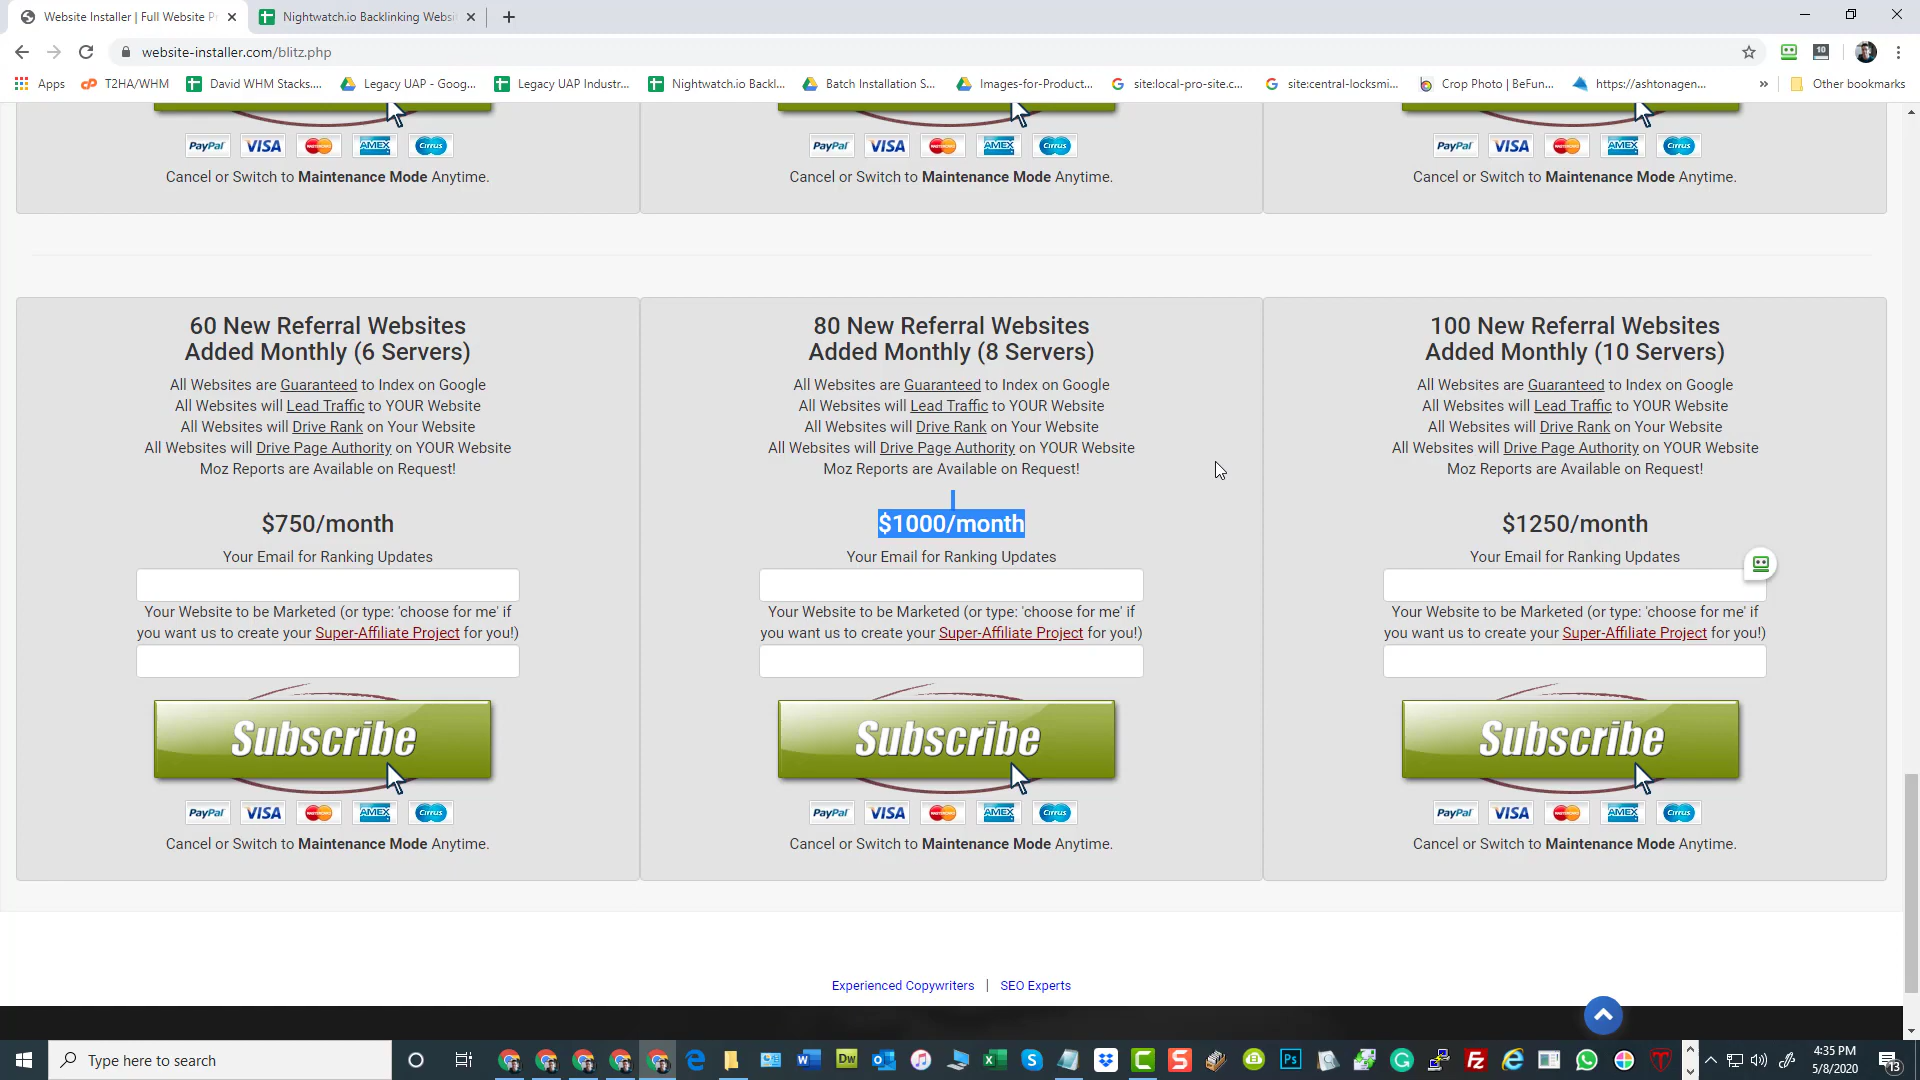 Website Installer | Full Website P
Nightwatch.io Backlinking Websi
website-installer.com/blitz.php
Apps
T2HA/WHM
David WHM Stacks....
Legacy UAP - Goog...
Legacy UAP Industr...
Nightwatch.io Backl...
Batch Installation S...
Images-for-Product...
site:local-pro-site.c...
site:central-locksmi...
Crop Photo | BeFun...
https://ashtonagen...
»
Other bookmarks
PayPal VISA MasterCard AMEX Cirrus
Cancel or Switch to Maintenance Mode Anytime.
PayPal VISA MasterCard AMEX Cirrus
Cancel or Switch to Maintenance Mode Anytime.
PayPal VISA MasterCard AMEX Cirrus
Cancel or Switch to Maintenance Mode Anytime.
60 New Referral Websites
Added Monthly (6 Servers)
All Websites are Guaranteed to Index on Google
All Websites will Lead Traffic to YOUR Website
All Websites will Drive Rank on Your Website
All Websites will Drive Page Authority on YOUR Website
Moz Reports are Available on Request!
$750/month
Your Email for Ranking Updates
Your Website to be Marketed (or type: 'choose for me' if
you want us to create your Super-Affiliate Project for you!)
Subscribe
PayPal VISA MasterCard AMEX Cirrus
Cancel or Switch to Maintenance Mode Anytime.
80 New Referral Websites
Added Monthly (8 Servers)
All Websites are Guaranteed to Index on Google
All Websites will Lead Traffic to YOUR Website
All Websites will Drive Rank on Your Website
All Websites will Drive Page Authority on YOUR Website
Moz Reports are Available on Request!
$1000/month
Your Email for Ranking Updates
Your Website to be Marketed (or type: 'choose for me' if
you want us to create your Super-Affiliate Project for you!)
Subscribe
PayPal VISA MasterCard AMEX Cirrus
Cancel or Switch to Maintenance Mode Anytime.
100 New Referral Websites
Added Monthly (10 Servers)
All Websites are Guaranteed to Index on Google
All Websites will Lead Traffic to YOUR Website
All Websites will Drive Rank on Your Website
All Websites will Drive Page Authority on YOUR Website
Moz Reports are Available on Request!
$1250/month
Your Email for Ranking Updates
Your Website to be Marketed (or type: 'choose for me' if
you want us to create your Super-Affiliate Project for you!)
Subscribe
PayPal VISA MasterCard AMEX Cirrus
Cancel or Switch to Maintenance Mode Anytime.
Experienced Copywriters | SEO Experts
Type here to search
4:35 PM
5/8/2020
13